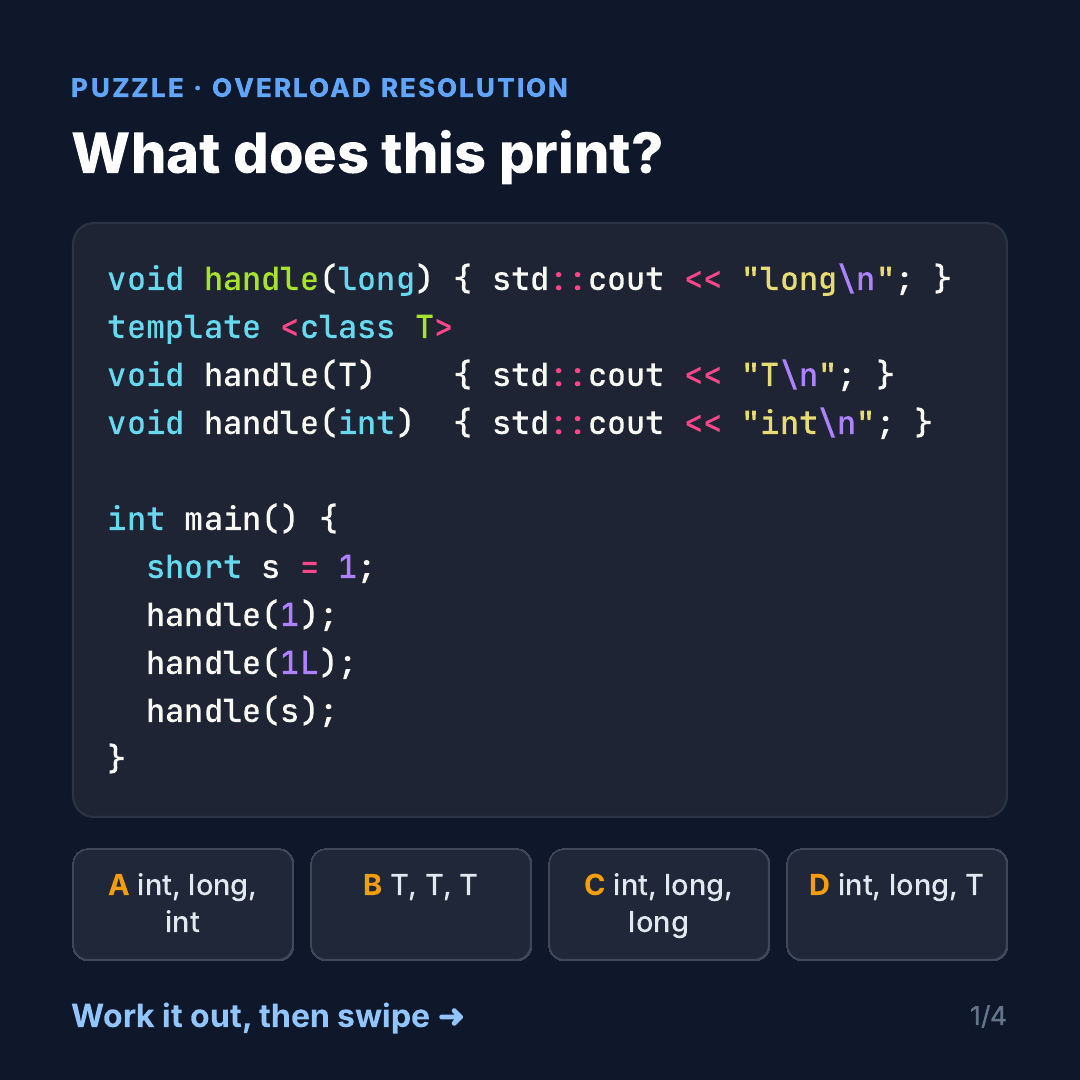 PUZZLE · OVERLOAD RESOLUTION
What does this print?
void handle(long) { std::cout << "long\n"; }
template <class T>
void handle(T)    { std::cout << "T\n"; }
void handle(int)  { std::cout << "int\n"; }
int main() {
  short s = 1;
  handle(1);
  handle(1L);
  handle(s);
}
A int, long,
int
B T, T, T
C int, long,
long
D int, long, T
Work it out, then swipe ➜
1/4